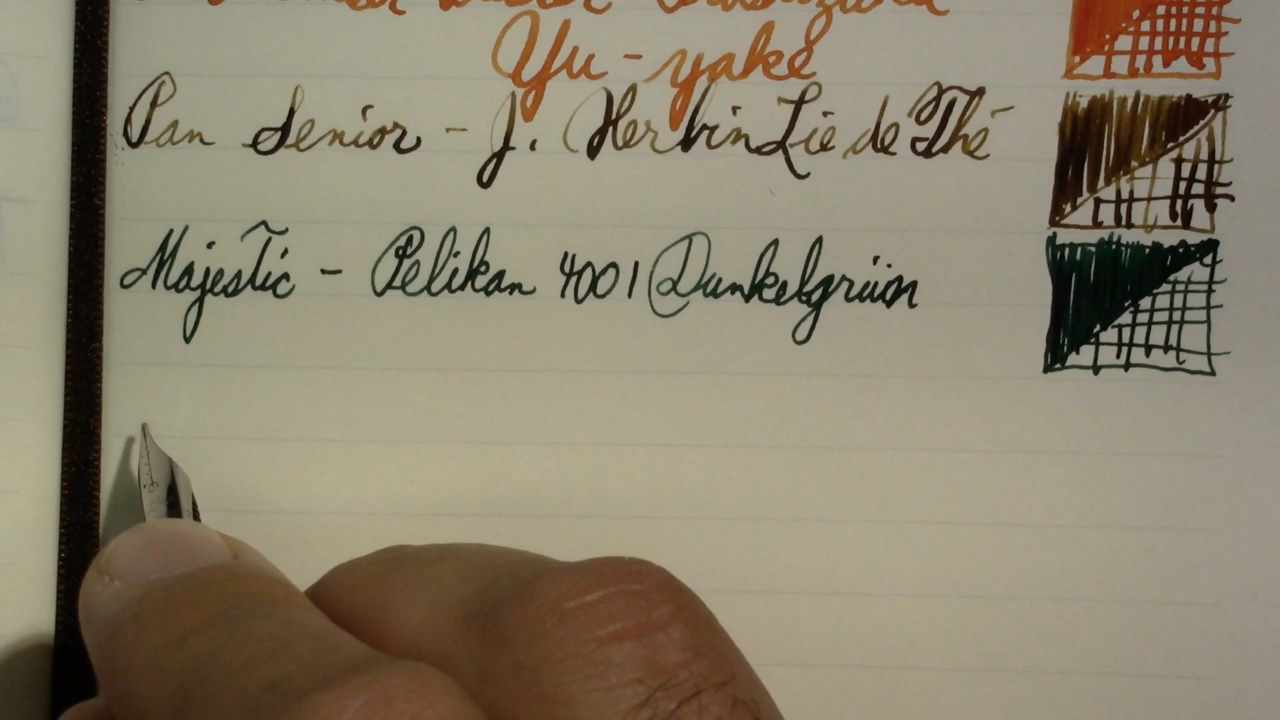 Yu-yake
Pan Senior - J. Herbin Lie de Thé
Majestic - Pelikan 4001 Dunkelgrün